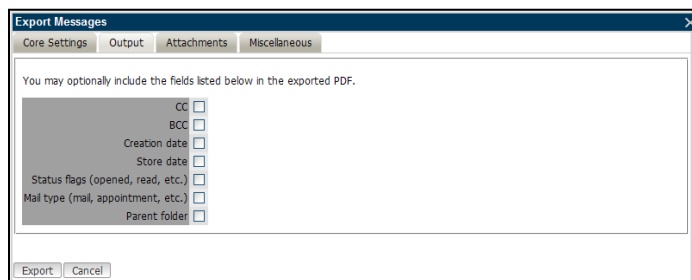 Export Messages
Core Settings Output Attachments Miscellaneous
You may optionally include the fields listed below in the exported PDF.
CC
BCC
Creation date
Store date
Status flags (opened, read, etc.)
Mail type (mail, appointment, etc.)
Parent folder
Export Cancel